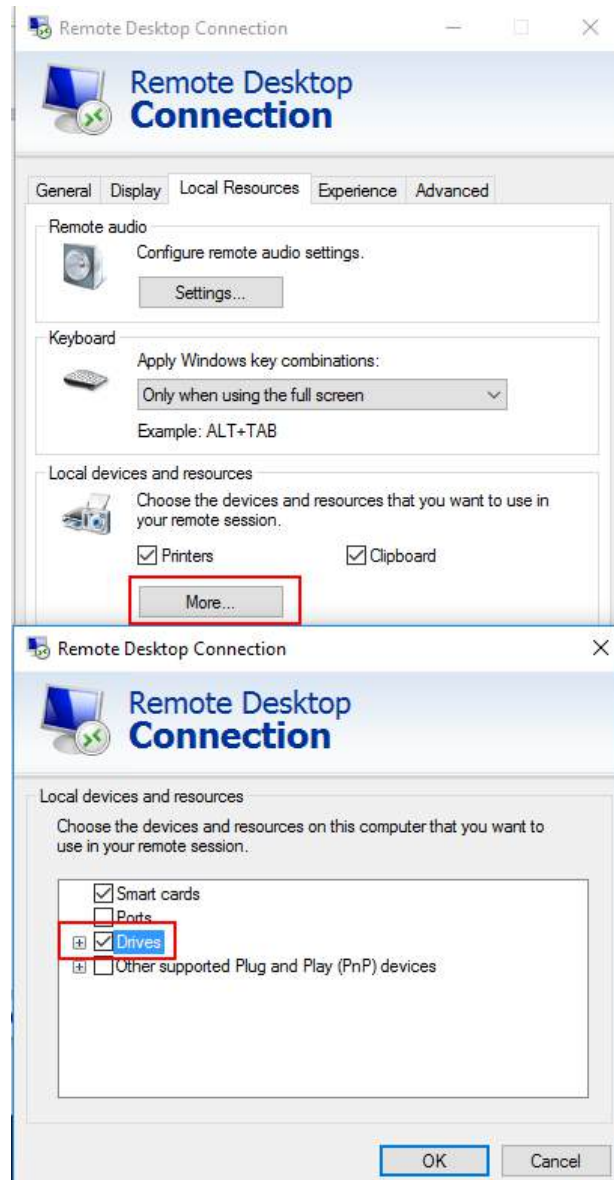 Remote Desktop Connection
Remote Desktop
Connection
General Display Local Resources Experience Advanced
Remote audio
Configure remote audio settings.
Settings...
Keyboard
Apply Windows key combinations:
Only when using the full screen
Example: ALT+TAB
Local devices and resources
Choose the devices and resources that you want to use in
your remote session.
Printers Clipboard
More...
Remote Desktop Connection
Remote Desktop
Connection
Local devices and resources
Choose the devices and resources on this computer that you want to
use in your remote session.
Smart cards
Ports
Drives
Other supported Plug and Play (PnP) devices
OK Cancel